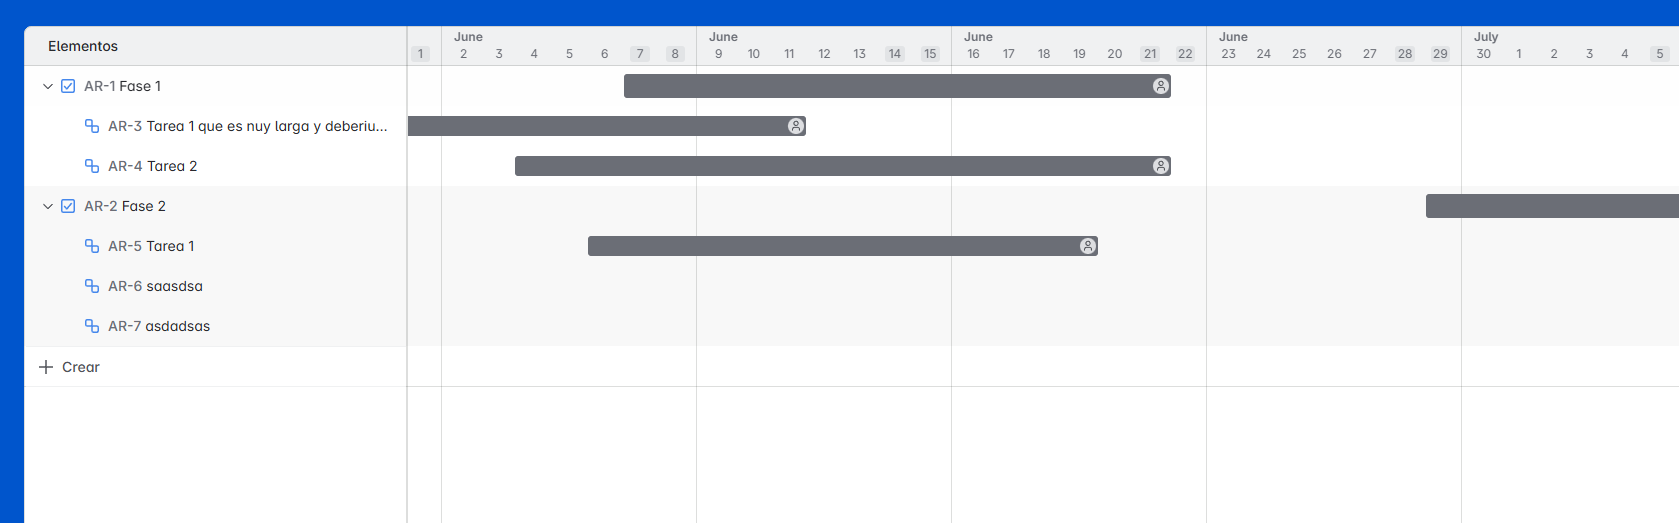 Elementos
June June June June July
1 2 3 4 5 6 7 8 9 10 11 12 13 14 15 16 17 18 19 20 21 22 23 24 25 26 27 28 29 30 1 2 3 4 5
AR-1 Fase 1
AR-3 Tarea 1 que es nuy larga y deberiu...
AR-4 Tarea 2
AR-2 Fase 2
AR-5 Tarea 1
AR-6 saasdsa
AR-7 asdadsas
Crear